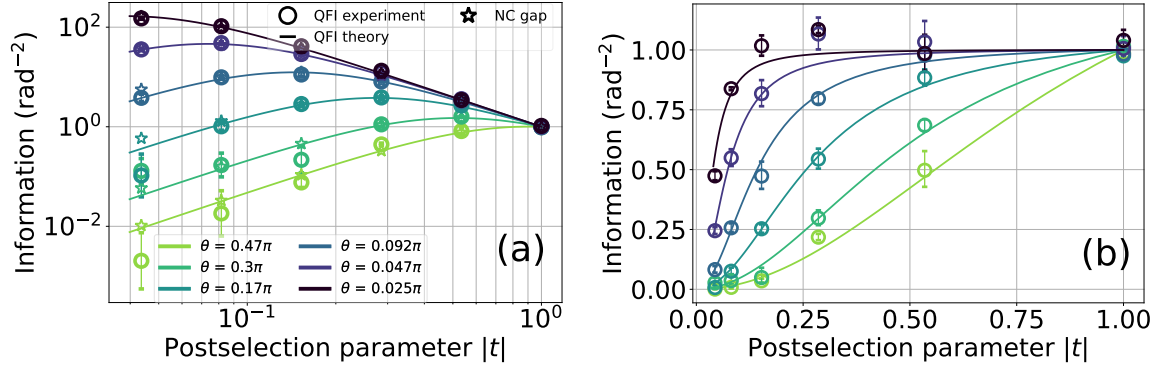 QFI experiment
NC gap
QFI theory
10²
10⁰
10⁻²
Information (rad⁻²)
θ = 0.47π
θ = 0.3π
θ = 0.17π
θ = 0.092π
θ = 0.047π
θ = 0.025π
(a)
10⁻¹
10⁰
Postselection parameter |t|
1.00
0.75
0.50
0.25
0.00
Information (rad⁻²)
(b)
0.00
0.25
0.50
0.75
1.00
Postselection parameter |t|